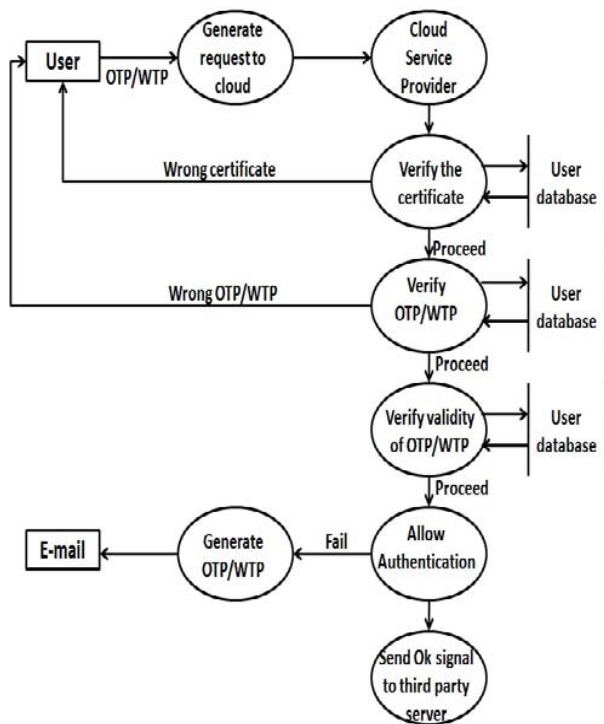 User
OTP/WTP
Generate
request to
cloud
Cloud
Service
Provider
Wrong certificate
Verify the
certificate
User
database
Proceed
Wrong OTP/WTP
Verify
OTP/WTP
User
database
Proceed
Verify validity
of OTP/WTP
User
database
Proceed
E-mail
Generate
OTP/WTP
Fail
Allow
Authentication
Send Ok signal
to third party
server